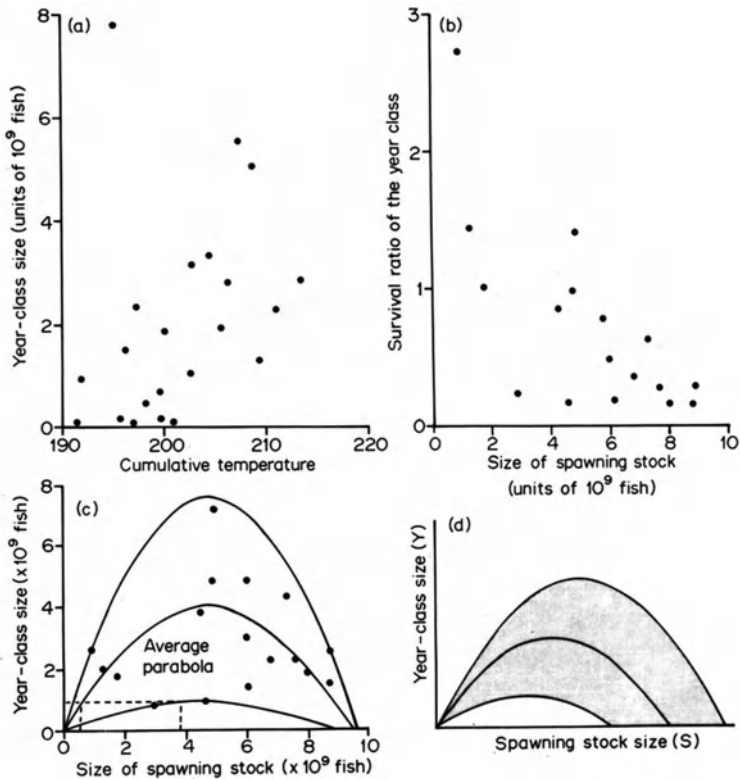 (a)
Year-class size (units of 10⁹ fish)
8
6
4
2
0
190
200
210
220
Cumulative temperature
(b)
Survival ratio of the year class
3
2
1
0
0
2
4
6
8
10
Size of spawning stock
(units of 10⁹ fish)
(c)
Year-class size (x10⁹ fish)
8
6
4
2
0
Average
parabola
0
2
4
6
8
10
Size of spawning stock (x10⁹ fish)
(d)
Year-class size (Y)
Spawning stock size (S)